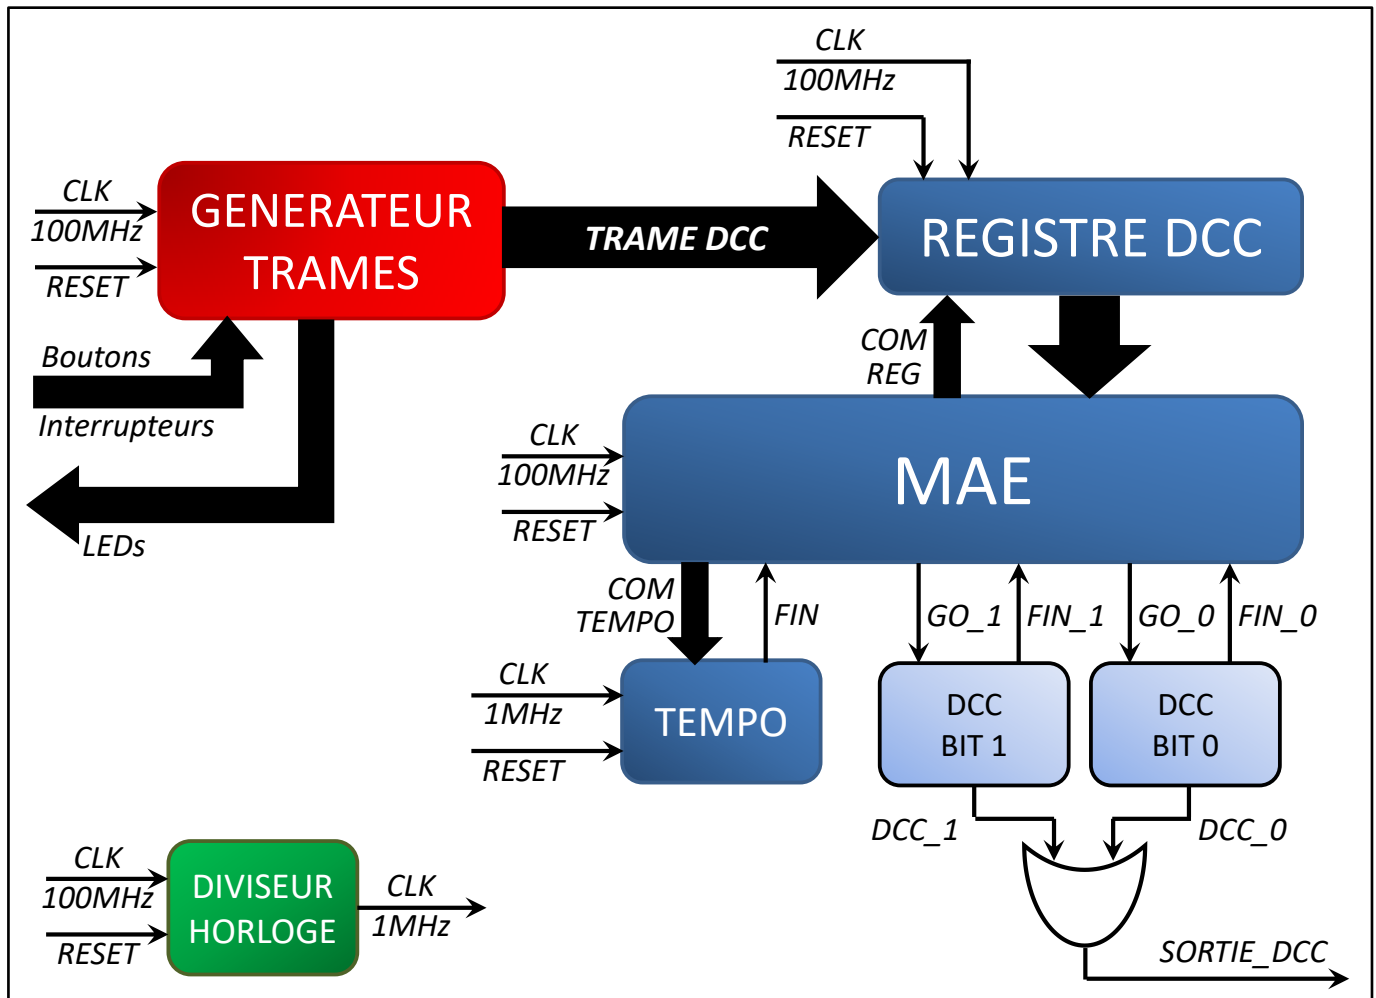 CLK
100MHz
RESET
CLK
100MHz
RESET
GENERATEUR
TRAMES
TRAME DCC
REGISTRE DCC
Boutons
Interrupteurs
LEDs
COM
REG
CLK
100MHz
RESET
MAE
COM
TEMPO
FIN
GO_1
FIN_1
GO_0
FIN_0
CLK
1MHz
RESET
TEMPO
DCC
BIT 1
DCC
BIT 0
DCC_1
DCC_0
CLK
100MHz
RESET
DIVISEUR
HORLOGE
CLK
1MHz
SORTIE_DCC